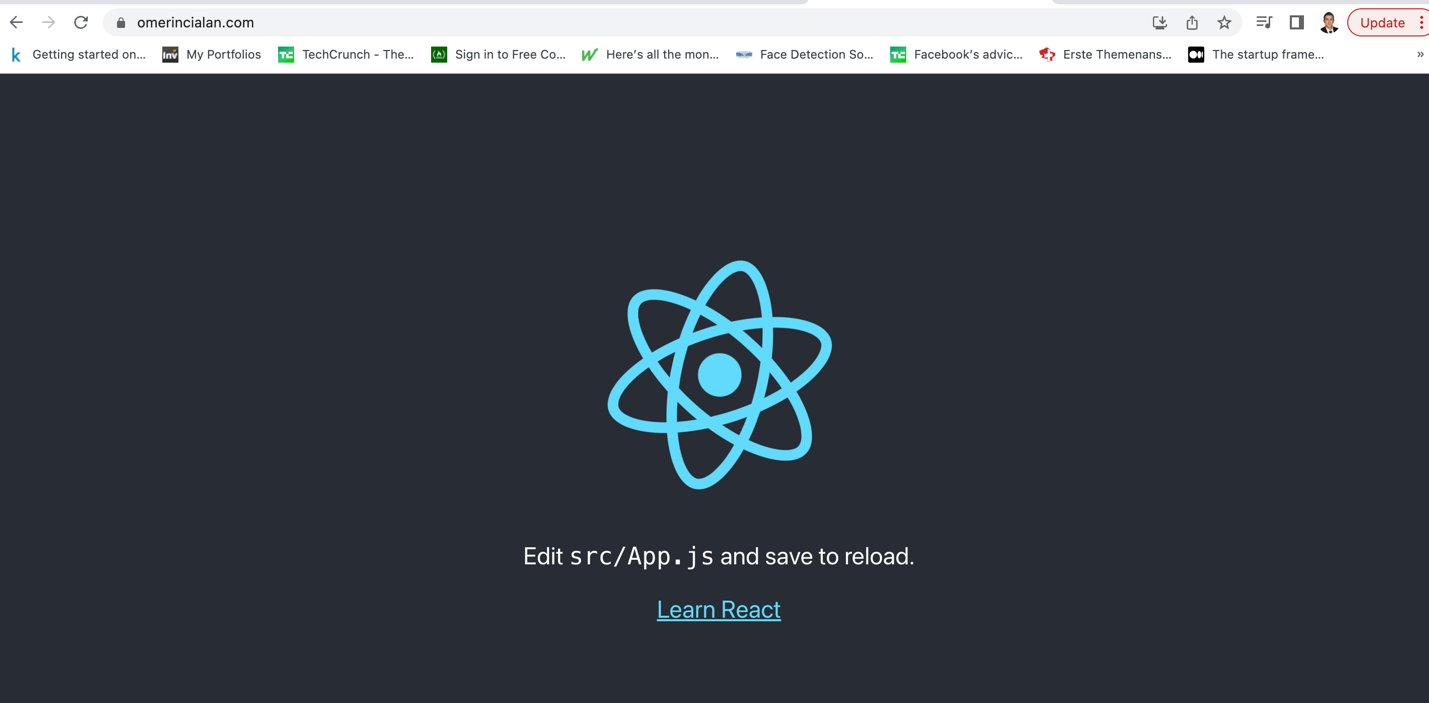 omerincialan.com
Update
Getting started on...
My Portfolios
TechCrunch - The...
Sign in to Free Co...
Here's all the mon...
Face Detection So...
Facebook's advic...
Erste Themenans...
The startup frame...
»
Edit src/App.js and save to reload.
Learn React